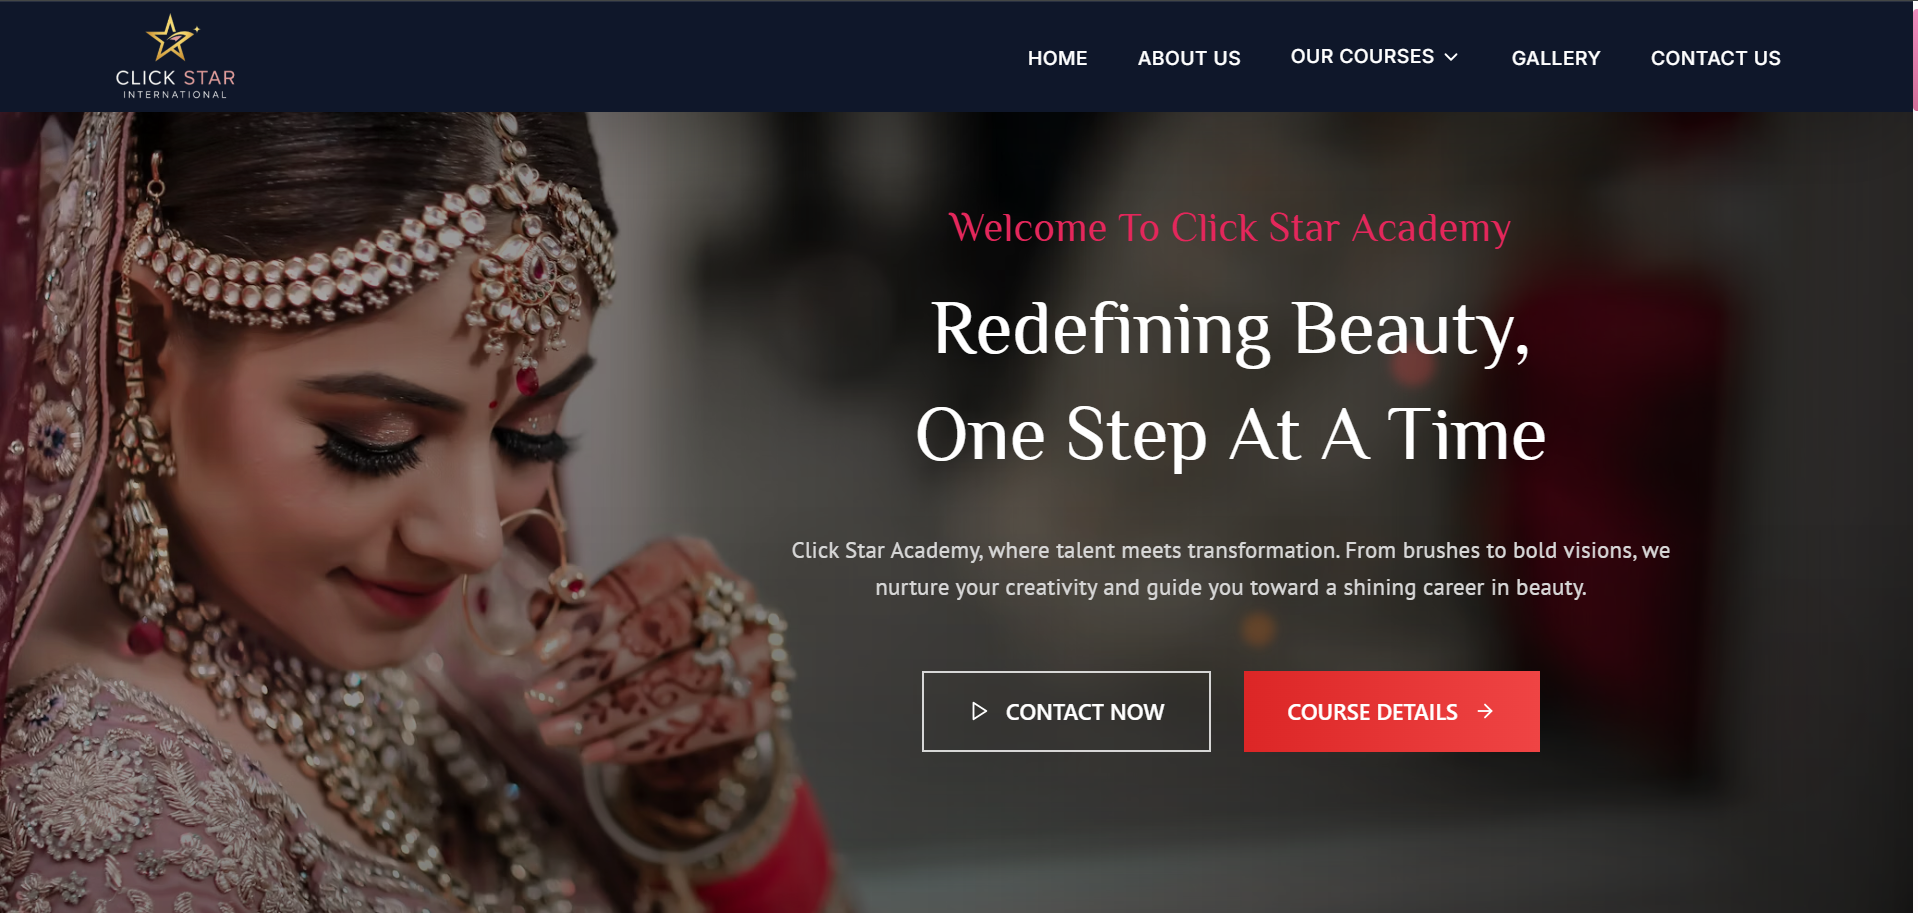 CLICK STAR
INTERNATIONAL
HOME ABOUT US OUR COURSES GALLERY CONTACT US
Welcome To Click Star Academy
Redefining Beauty,
One Step At A Time
Click Star Academy, where talent meets transformation. From brushes to bold visions, we
nurture your creativity and guide you toward a shining career in beauty.
CONTACT NOW COURSE DETAILS